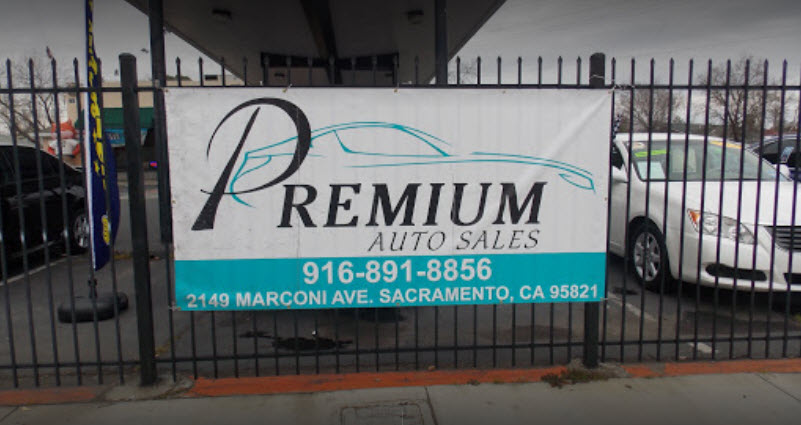 PREMIUM
AUTO SALES
916-891-8856
2149 MARCONI AVE. SACRAMENTO, CA 95821